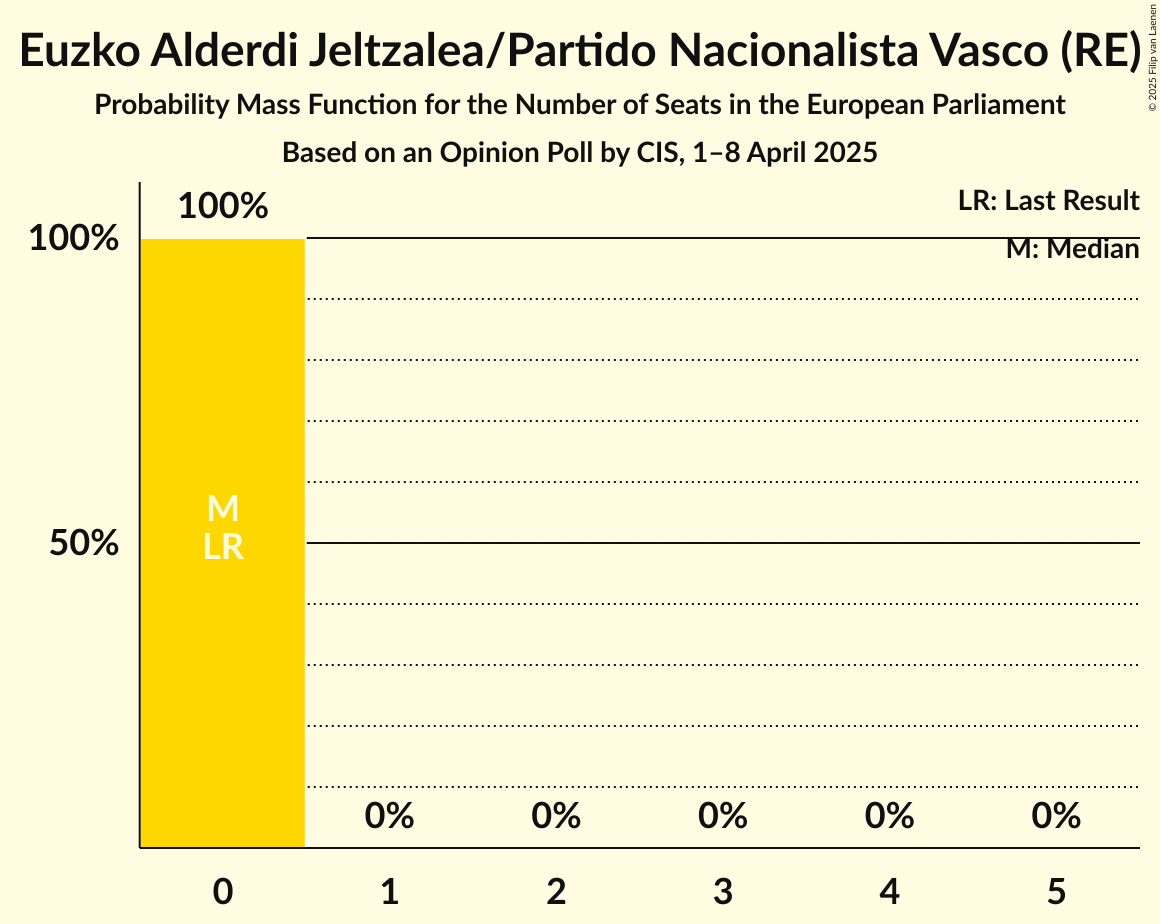 Euzko Alderdi Jeltzalea/Partido Nacionalista Vasco (RE)
Probability Mass Function for the Number of Seats in the European Parliament
Based on an Opinion Poll by CIS, 1–8 April 2025
© 2025 Filip van Laenen
LR: Last Result
M: Median
100%
100%
50%
M
LR
0% 0% 0% 0% 0%
0 1 2 3 4 5